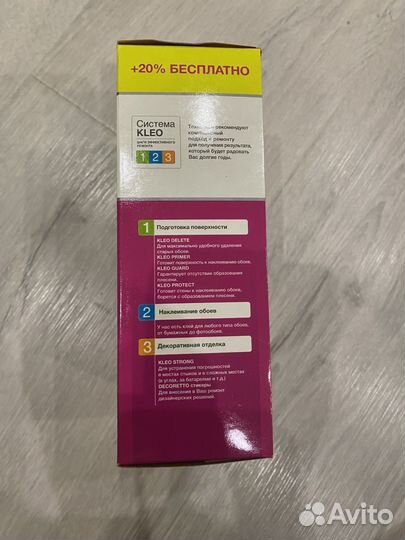 +20% БЕСПЛАТНО
Система
KLEO
шаги эффективного
ремонта
1 2 3
рекомендуют
подход к ремонту
для получения результата,
который будет радовать
Вас долгие годы.
1 Подготовка поверхности
KLEO DELETE
Для максимально удобного удаления
старых обоев.
KLEO PRIMER
Готовит поверхность к наклеиванию обоев.
KLEO GUARD
Гарантирует отсутствие образования
плесени.
KLEO PROTECT
Готовит стены к наклеиванию обоев,
борется с образованием плесени.
2 Наклеивание обоев
У нас есть клей для любого типа обоев,
от бумажных до фотообоев.
3 Декоративная отделка
KLEO STRONG
Для устранения погрешностей
в местах стыков и в сложных местах
(в углах, за батареями и т.д.)
DECORETTO стикеры
Для внесения в Ваш ремонт
дизайнерских решений.
Avito